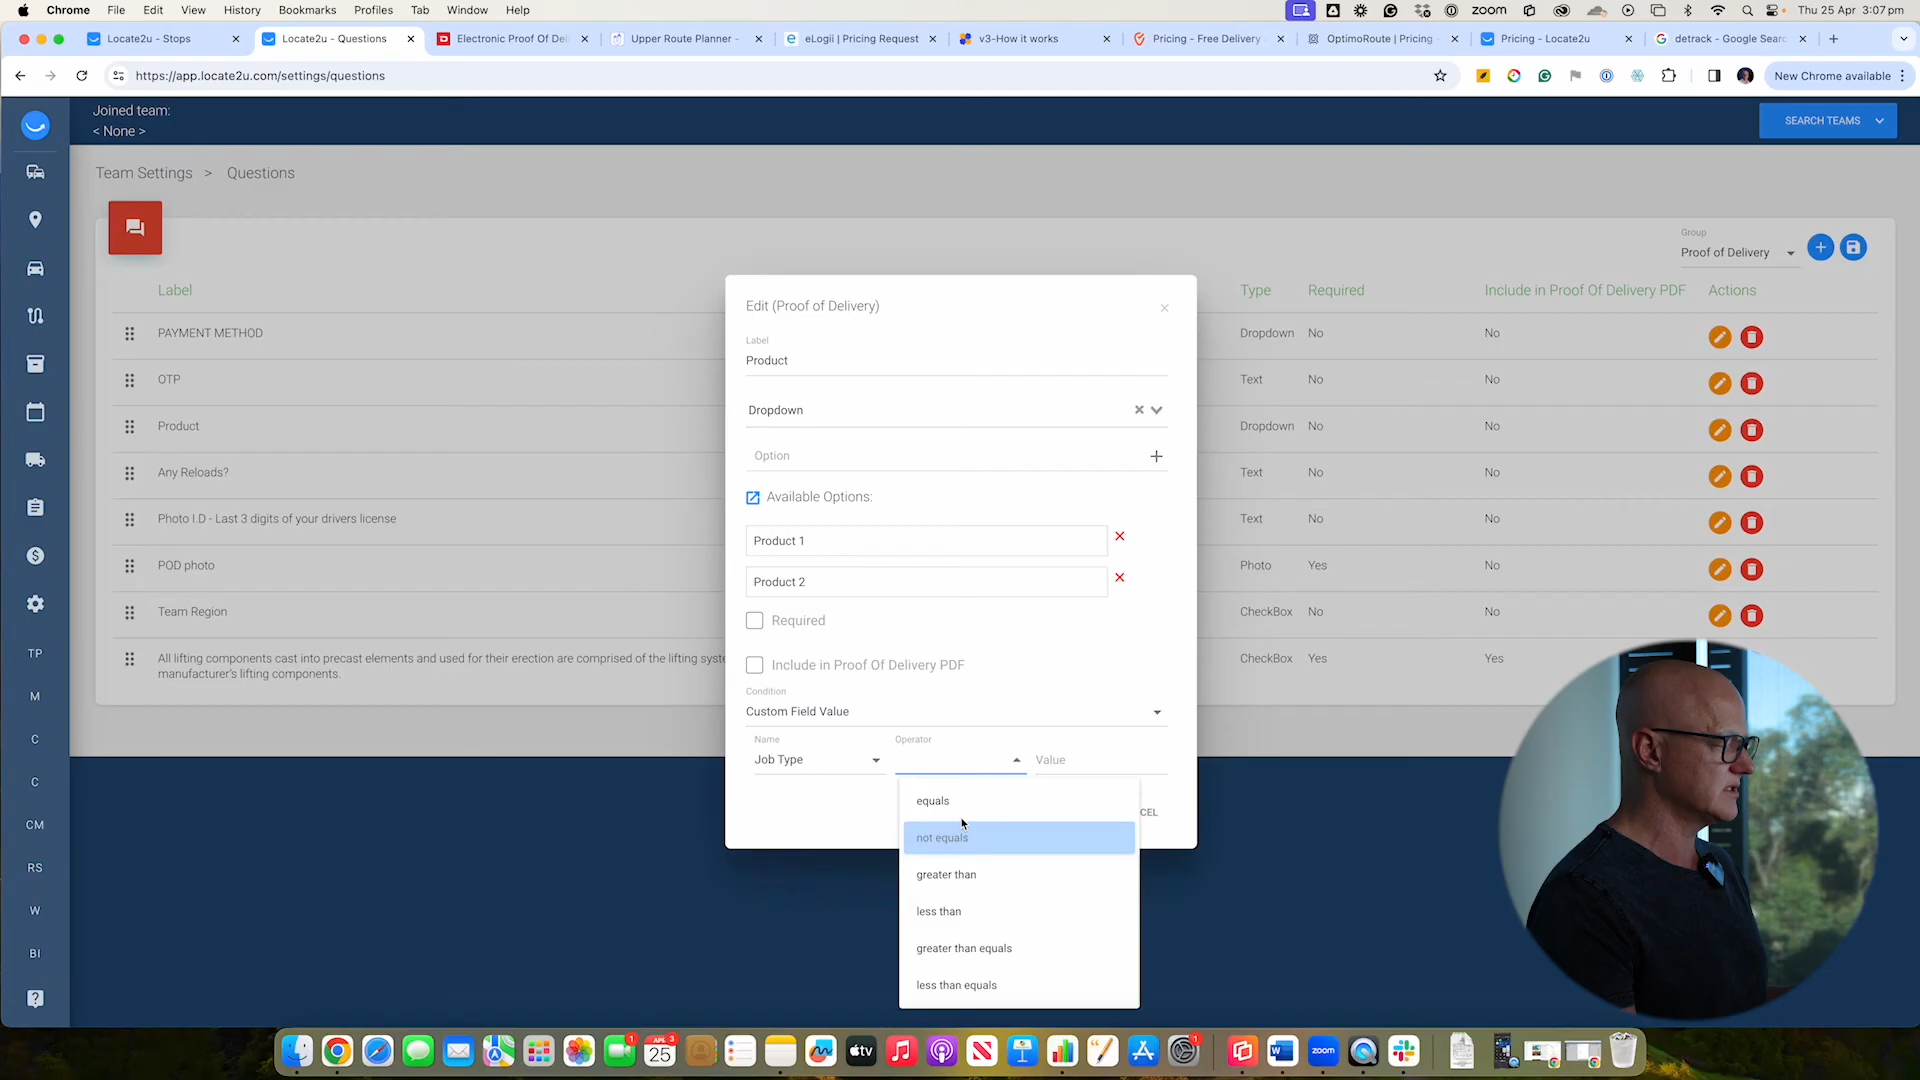 Chrome File Edit View History Bookmarks Profiles Tab Window Help
zoom Thu 25 Apr 3:07 pm
Locate2u - Stops
Locate2u - Questions
Electronic Proof Of Deli
Upper Route Planner -
eLogii | Pricing Request
v3-How it works
Pricing - Free Delivery
OptimoRoute | Pricing
Pricing - Locate2u
detrack - Google Searc
https://app.locate2u.com/settings/questions
New Chrome available
Joined team:
< None >
SEARCH TEAMS
Team Settings > Questions
Group
Proof of Delivery
Label Type Required Include in Proof Of Delivery PDF Actions
PAYMENT METHOD Dropdown No No
OTP Text No No
Product Dropdown No No
Any Reloads? Text No No
Photo I.D - Last 3 digits of your drivers license Text No No
POD photo Photo Yes No
Team Region CheckBox No No
All lifting components cast into precast elements and used for their erection are comprised of the lifting syste CheckBox Yes Yes
manufacturer's lifting components.
Edit (Proof of Delivery)
Label
Product
Dropdown
Option
Available Options:
Product 1
Product 2
Required
Include in Proof Of Delivery PDF
Condition
Custom Field Value
Name Operator
Job Type Value
CEL
equals
not equals
greater than
less than
greater than equals
less than equals
TP
M
C
C
CM
RS
W
BI
1
APR 3
25
tv
1
zoom